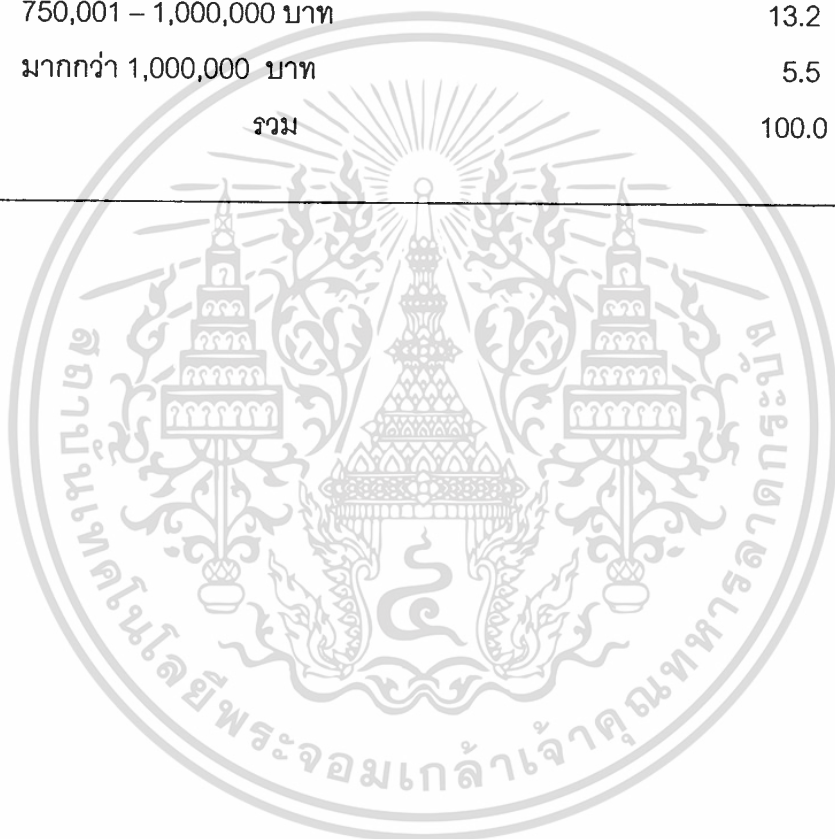 750,001 – 1,000,000 บาท 13.2
มากกว่า 1,000,000 บาท 5.5
รวม 100.0
สถาบันเทคโนโลยีพระจอมเกล้าเจ้าคุณทหารลาดกระบัง
๔